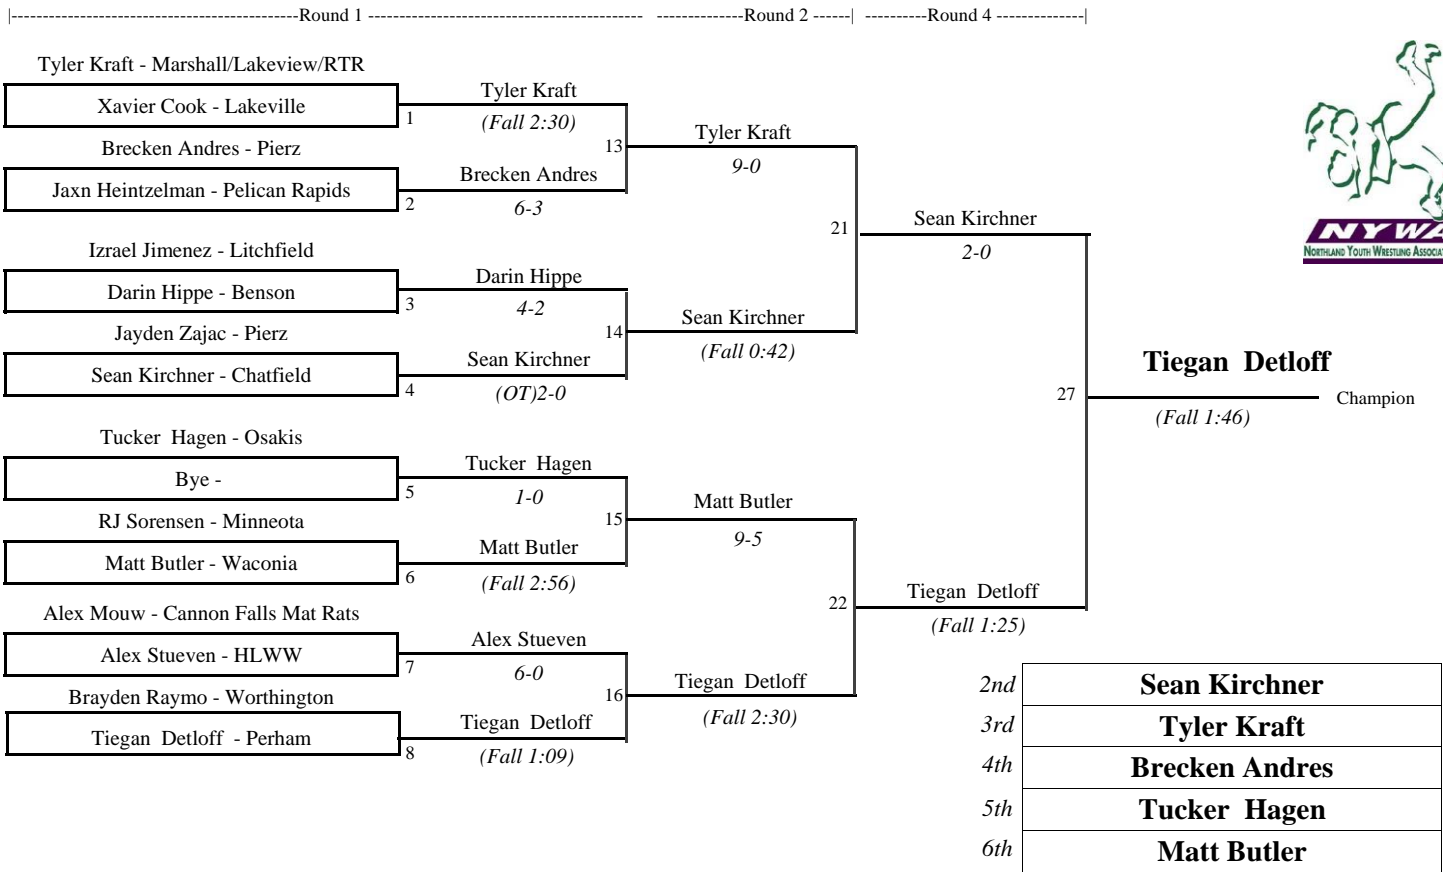 |-----------------------------------------------Round 1 --------------------------------------------- --------------Round 2 ------| ----------Round 4 --------------|
Tyler Kraft - Marshall/Lakeview/RTR
Xavier Cook - Lakeville
1
Tyler Kraft
(Fall 2:30)
Brecken Andres - Pierz
Jaxn Heintzelman - Pelican Rapids
2
Brecken Andres
6-3
13
Tyler Kraft
9-0
Izrael Jimenez - Litchfield
Darin Hippe - Benson
3
Darin Hippe
4-2
Jayden Zajac - Pierz
Sean Kirchner - Chatfield
4
Sean Kirchner
(OT)2-0
14
Sean Kirchner
(Fall 0:42)
21
Sean Kirchner
2-0
Tucker Hagen - Osakis
Bye -
5
Tucker Hagen
1-0
RJ Sorensen - Minneota
Matt Butler - Waconia
6
Matt Butler
(Fall 2:56)
15
Matt Butler
9-5
Alex Mouw - Cannon Falls Mat Rats
Alex Stueven - HLWW
7
Alex Stueven
6-0
Brayden Raymo - Worthington
Tiegan Detloff - Perham
8
Tiegan Detloff
(Fall 1:09)
16
Tiegan Detloff
(Fall 2:30)
22
Tiegan Detloff
(Fall 1:25)
27
Tiegan Detloff
Champion
(Fall 1:46)
NYWA
NORTHLAND YOUTH WRESTLING ASSOCIA
2nd Sean Kirchner
3rd Tyler Kraft
4th Brecken Andres
5th Tucker Hagen
6th Matt Butler